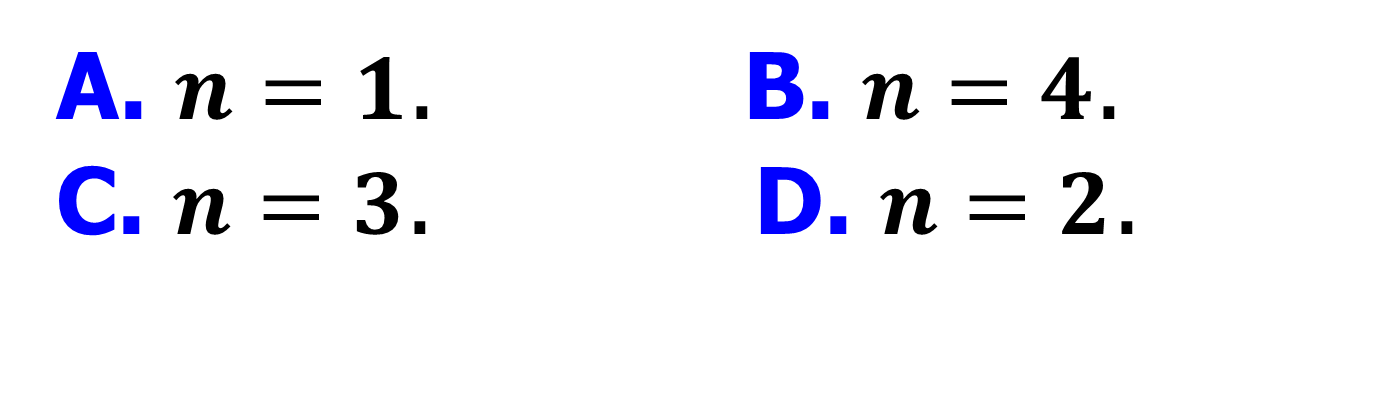 A. n = 1. B. n = 4.
C. n = 3. D. n = 2.